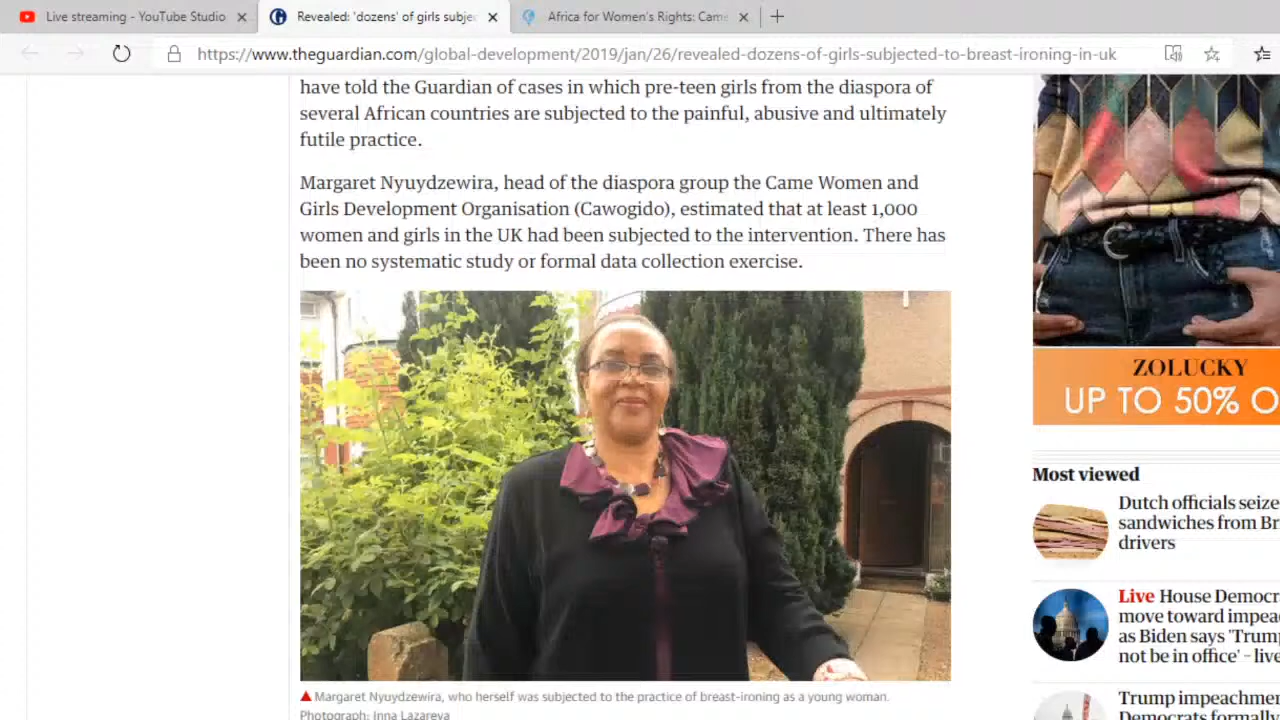 Live streaming - YouTube Studio
Revealed: 'dozens' of girls subje
Africa for Women's Rights: Came
https://www.theguardian.com/global-development/2019/jan/26/revealed-dozens-of-girls-subjected-to-breast-ironing-in-uk
have told the Guardian of cases in which pre-teen girls from the diaspora of
several African countries are subjected to the painful, abusive and ultimately
futile practice.
Margaret Nyuydzewira, head of the diaspora group the Came Women and
Girls Development Organisation (Cawogido), estimated that at least 1,000
women and girls in the UK had been subjected to the intervention. There has
been no systematic study or formal data collection exercise.
Margaret Nyuydzewira, who herself was subjected to the practice of breast-ironing as a young woman.
Photograph: Inna Lazareva
ZOLUCKY
UP TO 50% O
Most viewed
Dutch officials seize
sandwiches from Br
drivers
Live House Democr
move toward impea
as Biden says 'Trump
not be in office' – live
Trump impeachme
Democrats formally